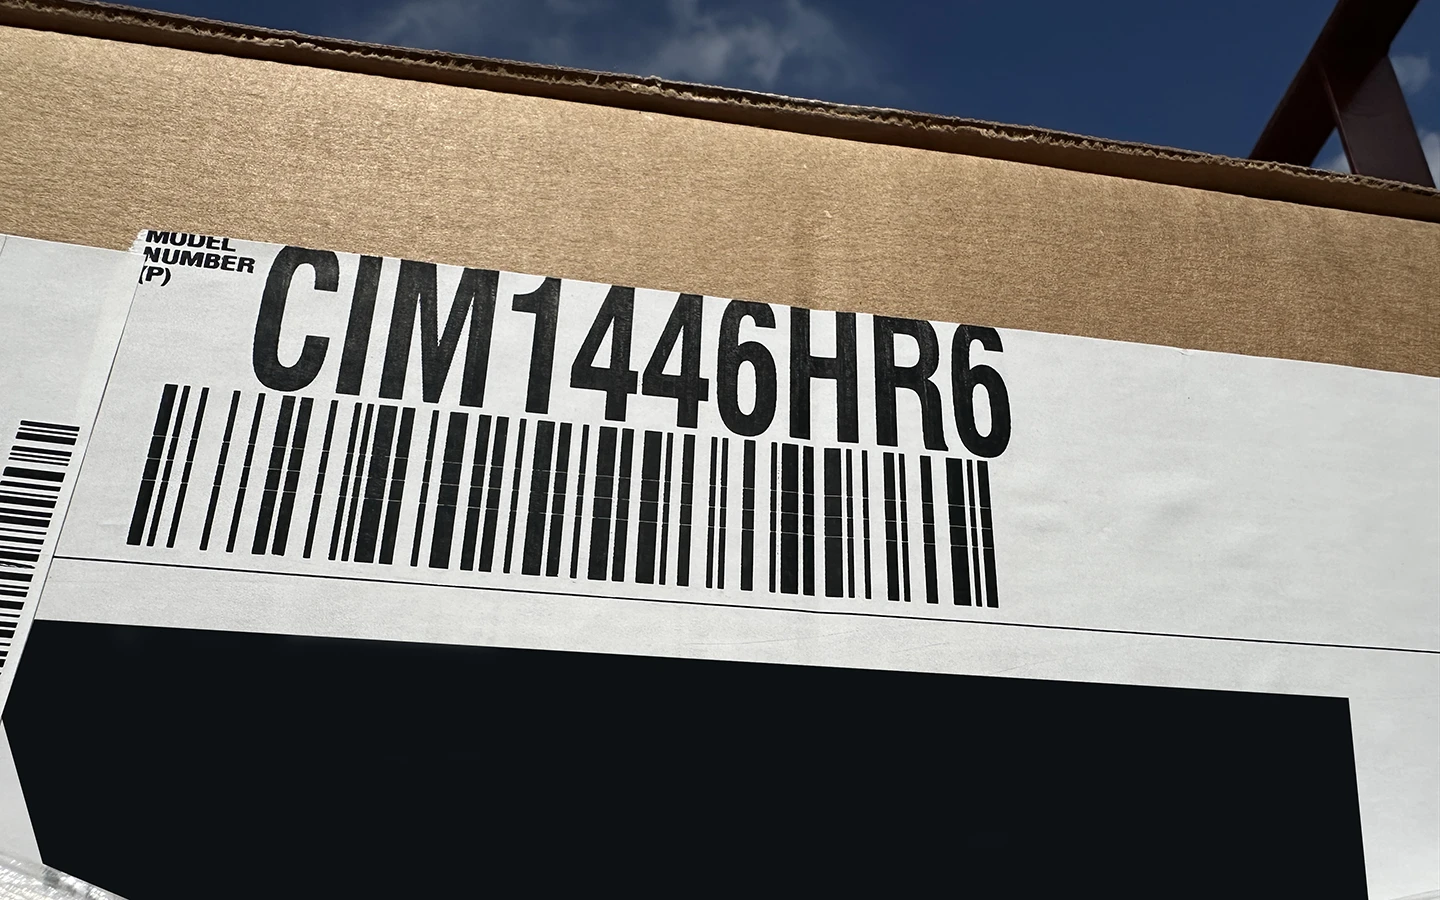 MODEL
NUMBER
(P)
CIM1446HR6